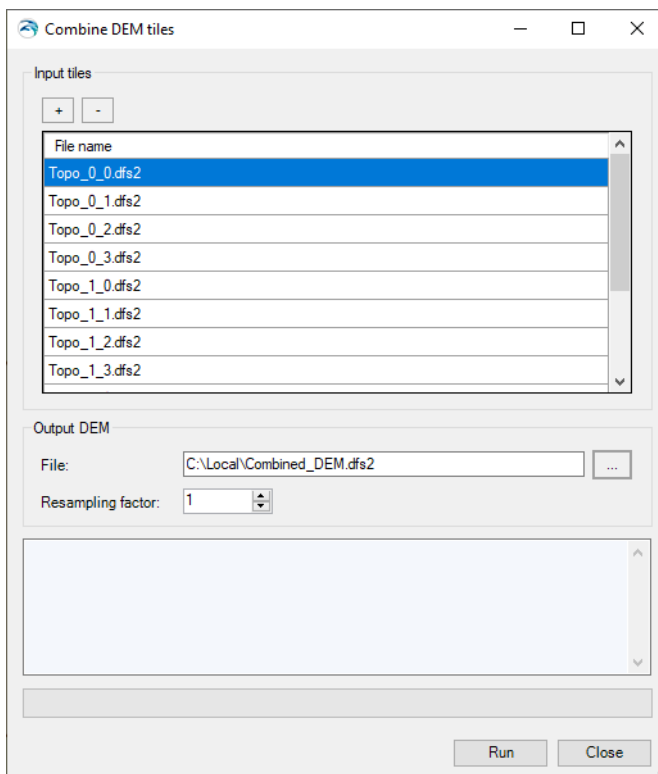 Combine DEM tiles
Input tiles
+ -
File name
Topo_0_0.dfs2
Topo_0_1.dfs2
Topo_0_2.dfs2
Topo_0_3.dfs2
Topo_1_0.dfs2
Topo_1_1.dfs2
Topo_1_2.dfs2
Topo_1_3.dfs2
Output DEM
File: C:\Local\Combined_DEM.dfs2 ...
Resampling factor: 1
Run Close